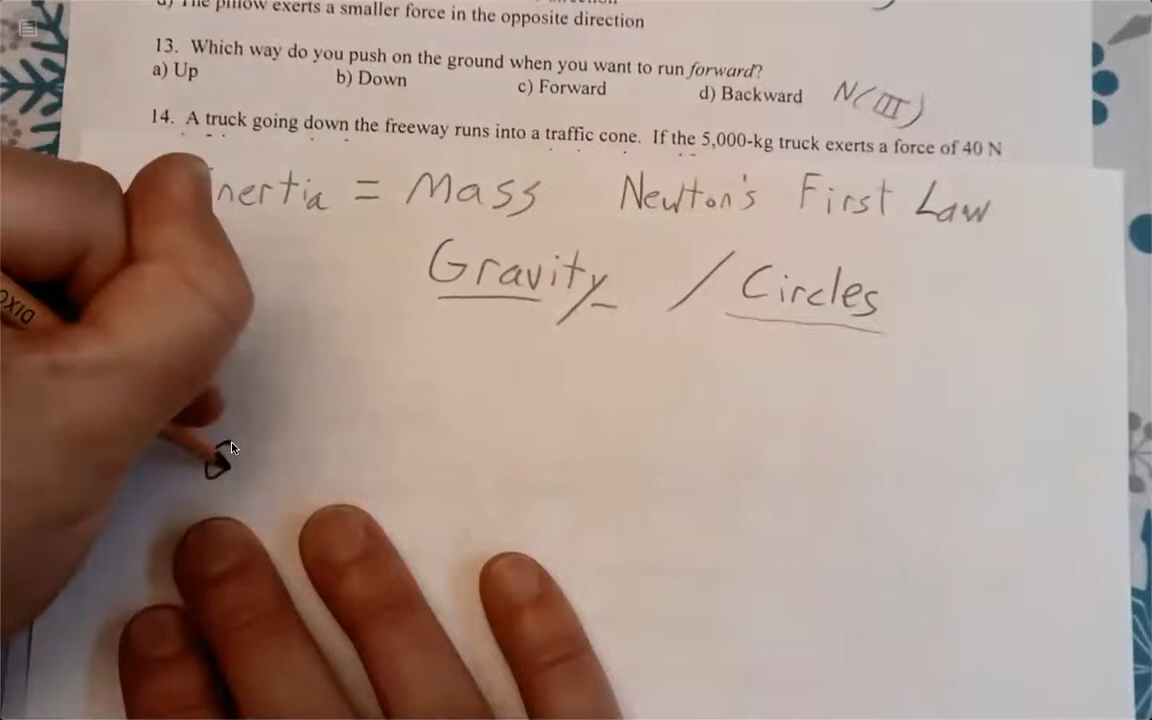 d) The pillow exerts a smaller force in the opposite direction
13. Which way do you push on the ground when you want to run forward?
a) Up b) Down c) Forward d) Backward N(III)
14. A truck going down the freeway runs into a traffic cone. If the 5,000-kg truck exerts a force of 40 N
Inertia = Mass Newton's First Law
Gravity / Circles
DIXO